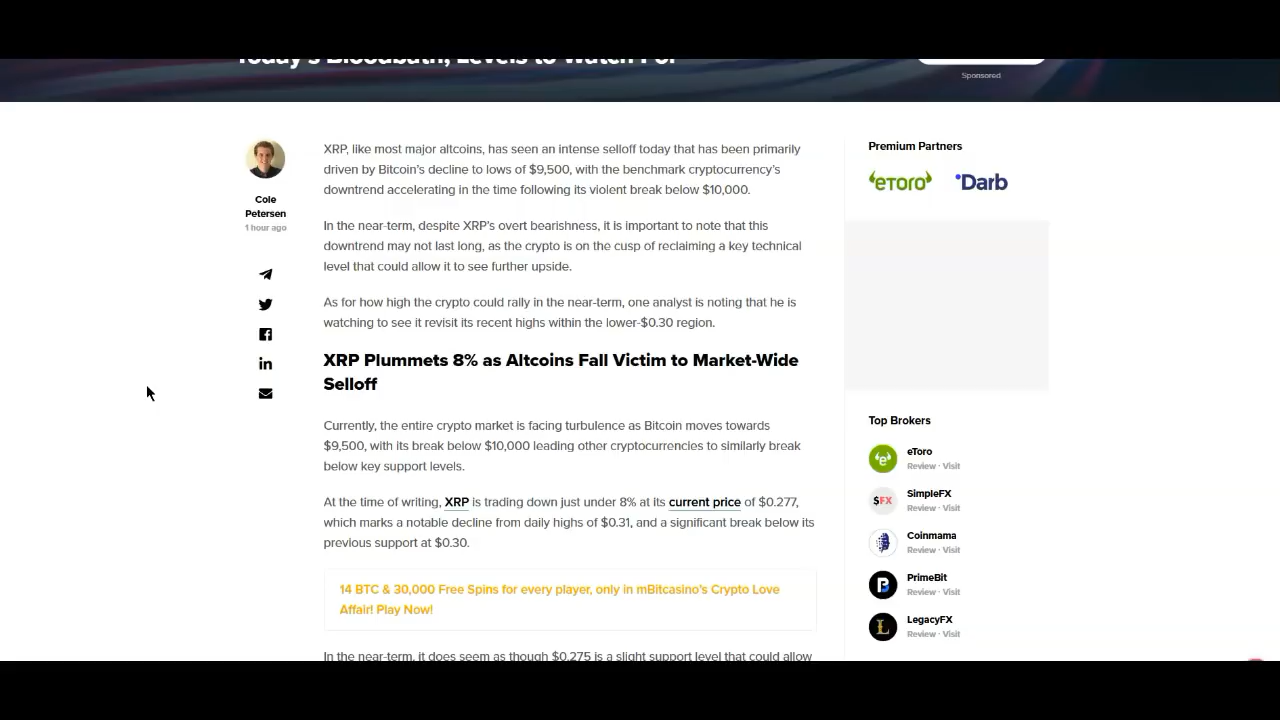 Today's Bloodbath, Levels to Watch For
Sponsored
Cole
Petersen
1 hour ago
XRP, like most major altcoins, has seen an intense selloff today that has been primarily
driven by Bitcoin's decline to lows of $9,500, with the benchmark cryptocurrency's
downtrend accelerating in the time following its violent break below $10,000.
In the near-term, despite XRP's overt bearishness, it is important to note that this
downtrend may not last long, as the crypto is on the cusp of reclaiming a key technical
level that could allow it to see further upside.
As for how high the crypto could rally in the near-term, one analyst is noting that he is
watching to see it revisit its recent highs within the lower-$0.30 region.
XRP Plummets 8% as Altcoins Fall Victim to Market-Wide
Selloff
Currently, the entire crypto market is facing turbulence as Bitcoin moves towards
$9,500, with its break below $10,000 leading other cryptocurrencies to similarly break
below key support levels.
At the time of writing, XRP is trading down just under 8% at its current price of $0.277,
which marks a notable decline from daily highs of $0.31, and a significant break below its
previous support at $0.30.
14 BTC & 30,000 Free Spins for every player, only in mBitcasino's Crypto Love
Affair! Play Now!
In the near-term, it does seem as though $0.275 is a slight support level that could allow
Premium Partners
eToro
Darb
Top Brokers
eToro
Review · Visit
$FX
SimpleFX
Review · Visit
Coinmama
Review · Visit
PrimeBit
Review · Visit
LegacyFX
Review · Visit